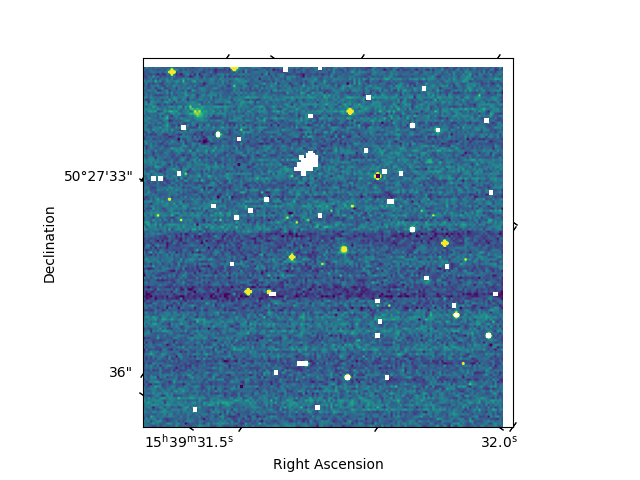 Declination
50°27'33"
36"
15ʰ39ᵐ31.5ˢ
32.0ˢ
Right Ascension